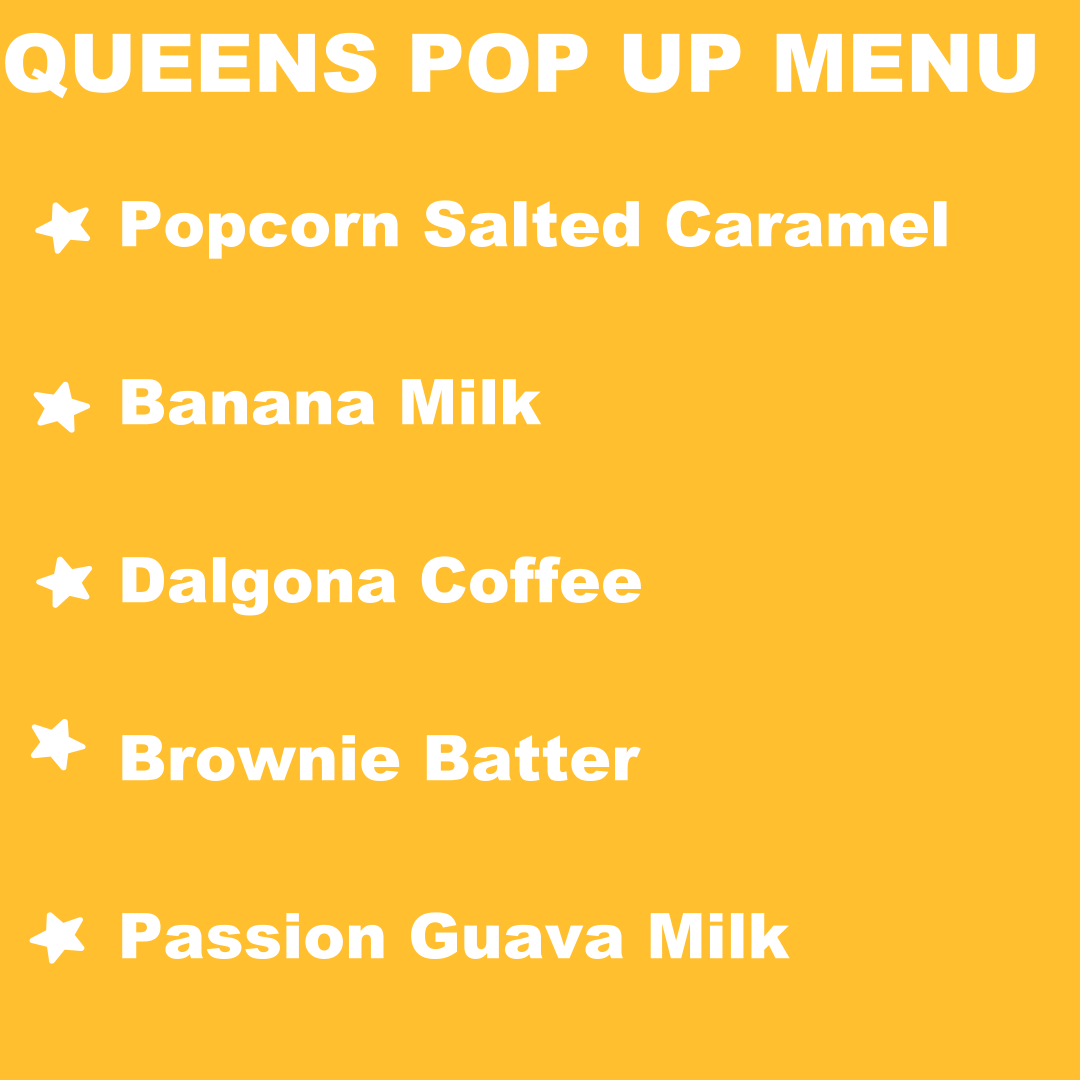 QUEENS POP UP MENU
Popcorn Salted Caramel
Banana Milk
Dalgona Coffee
Brownie Batter
Passion Guava Milk